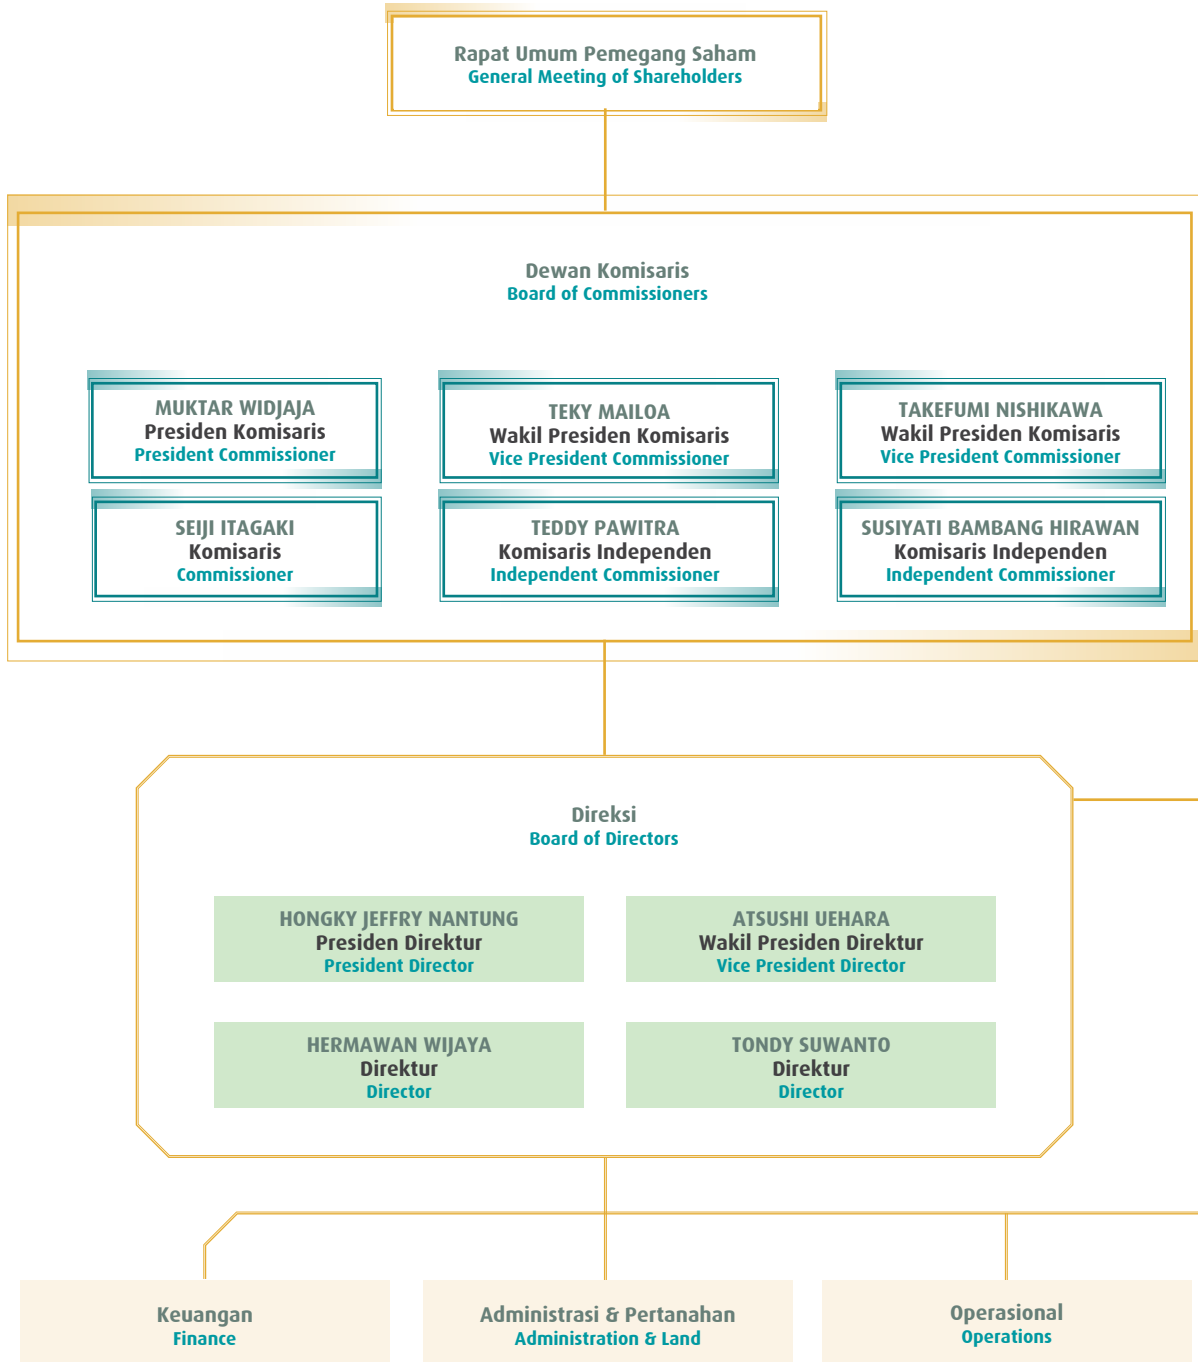 Rapat Umum Pemegang Saham
General Meeting of Shareholders
Dewan Komisaris
Board of Commissioners
MUKTAR WIDJAJA
Presiden Komisaris
President Commissioner
TEKY MAILOA
Wakil Presiden Komisaris
Vice President Commissioner
TAKEFUMI NISHIKAWA
Wakil Presiden Komisaris
Vice President Commissioner
SEIJI ITAGAKI
Komisaris
Commissioner
TEDDY PAWITRA
Komisaris Independen
Independent Commissioner
SUSIYATI BAMBANG HIRAWAN
Komisaris Independen
Independent Commissioner
Direksi
Board of Directors
HONGKY JEFFRY NANTUNG
Presiden Direktur
President Director
ATSUSHI UEHARA
Wakil Presiden Direktur
Vice President Director
HERMAWAN WIJAYA
Direktur
Director
TONDY SUWANTO
Direktur
Director
Keuangan
Finance
Administrasi & Pertanahan
Administration & Land
Operasional
Operations